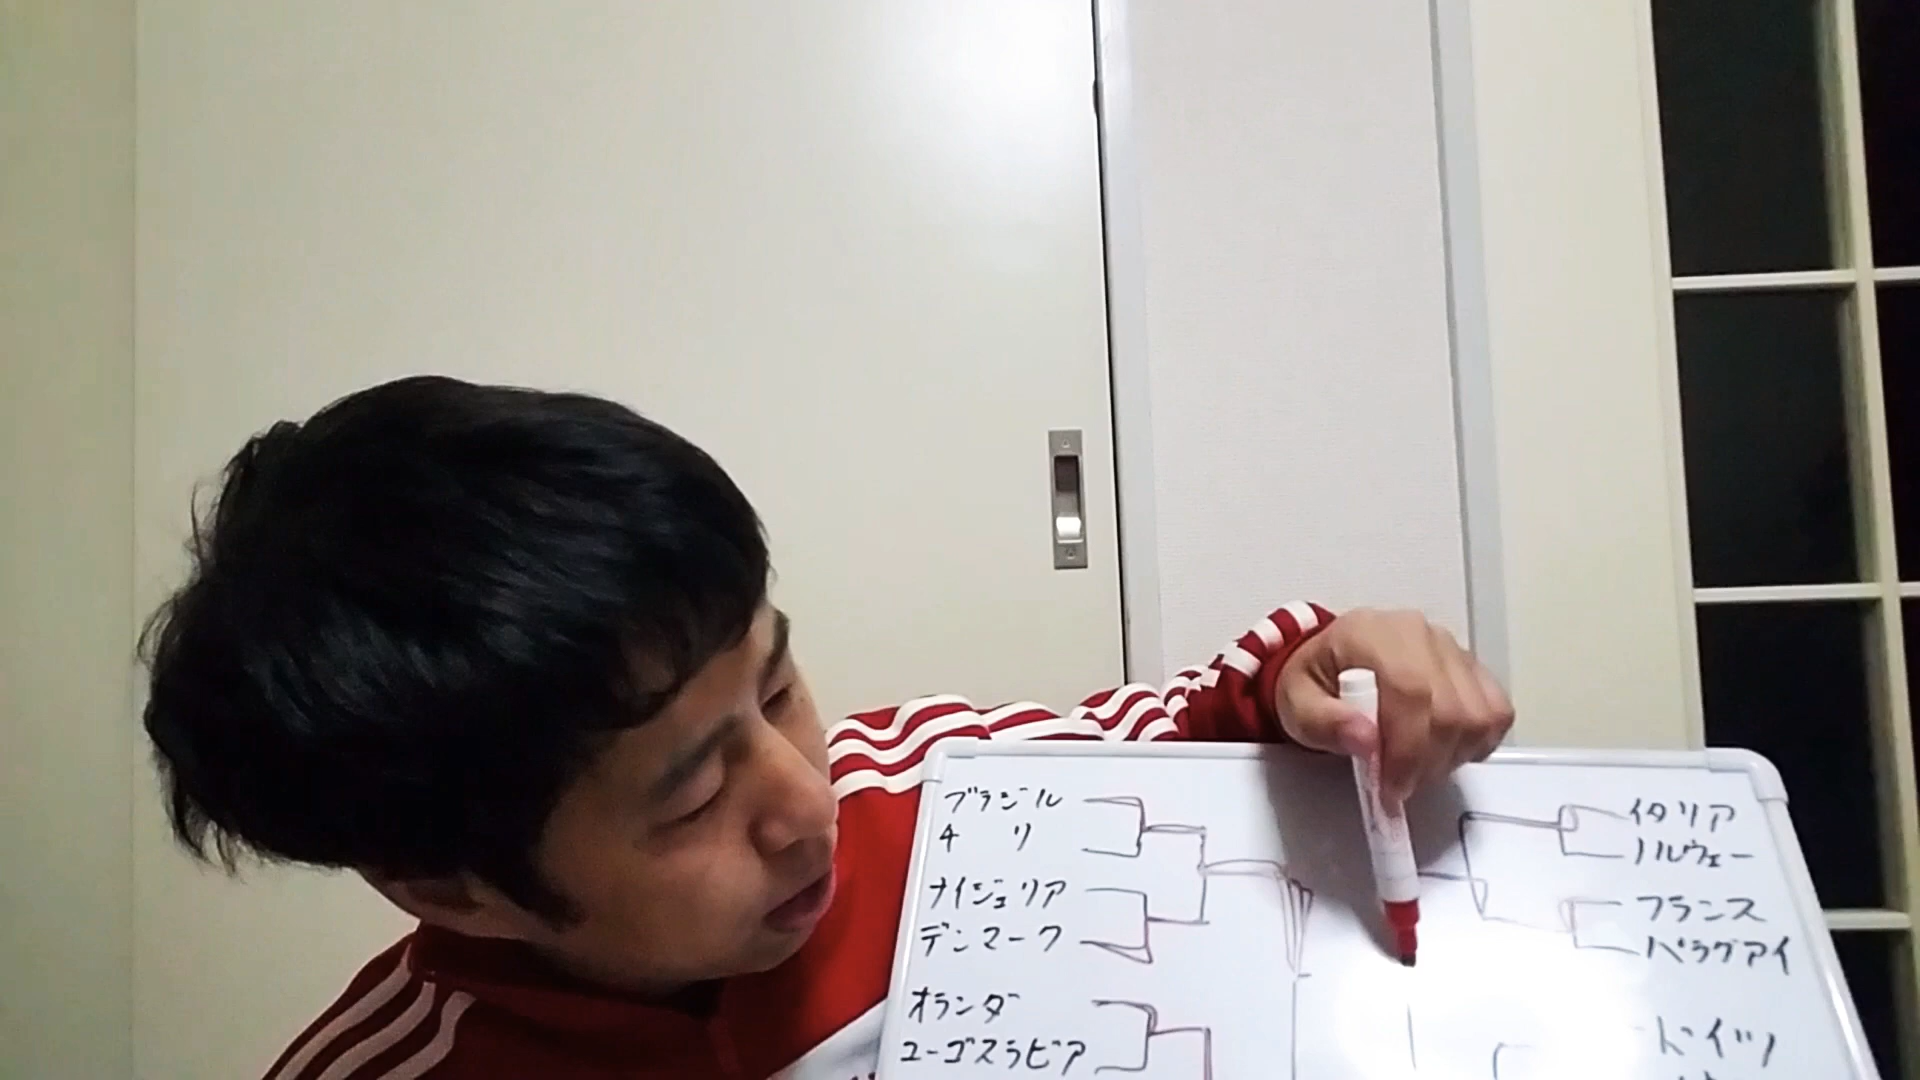 ブラジル
チ リ
ナイジェリア
デンマーク
オランダ
ユーゴスラビア
イタリア
ノルウェー
フランス
パラグアイ
ドイツ